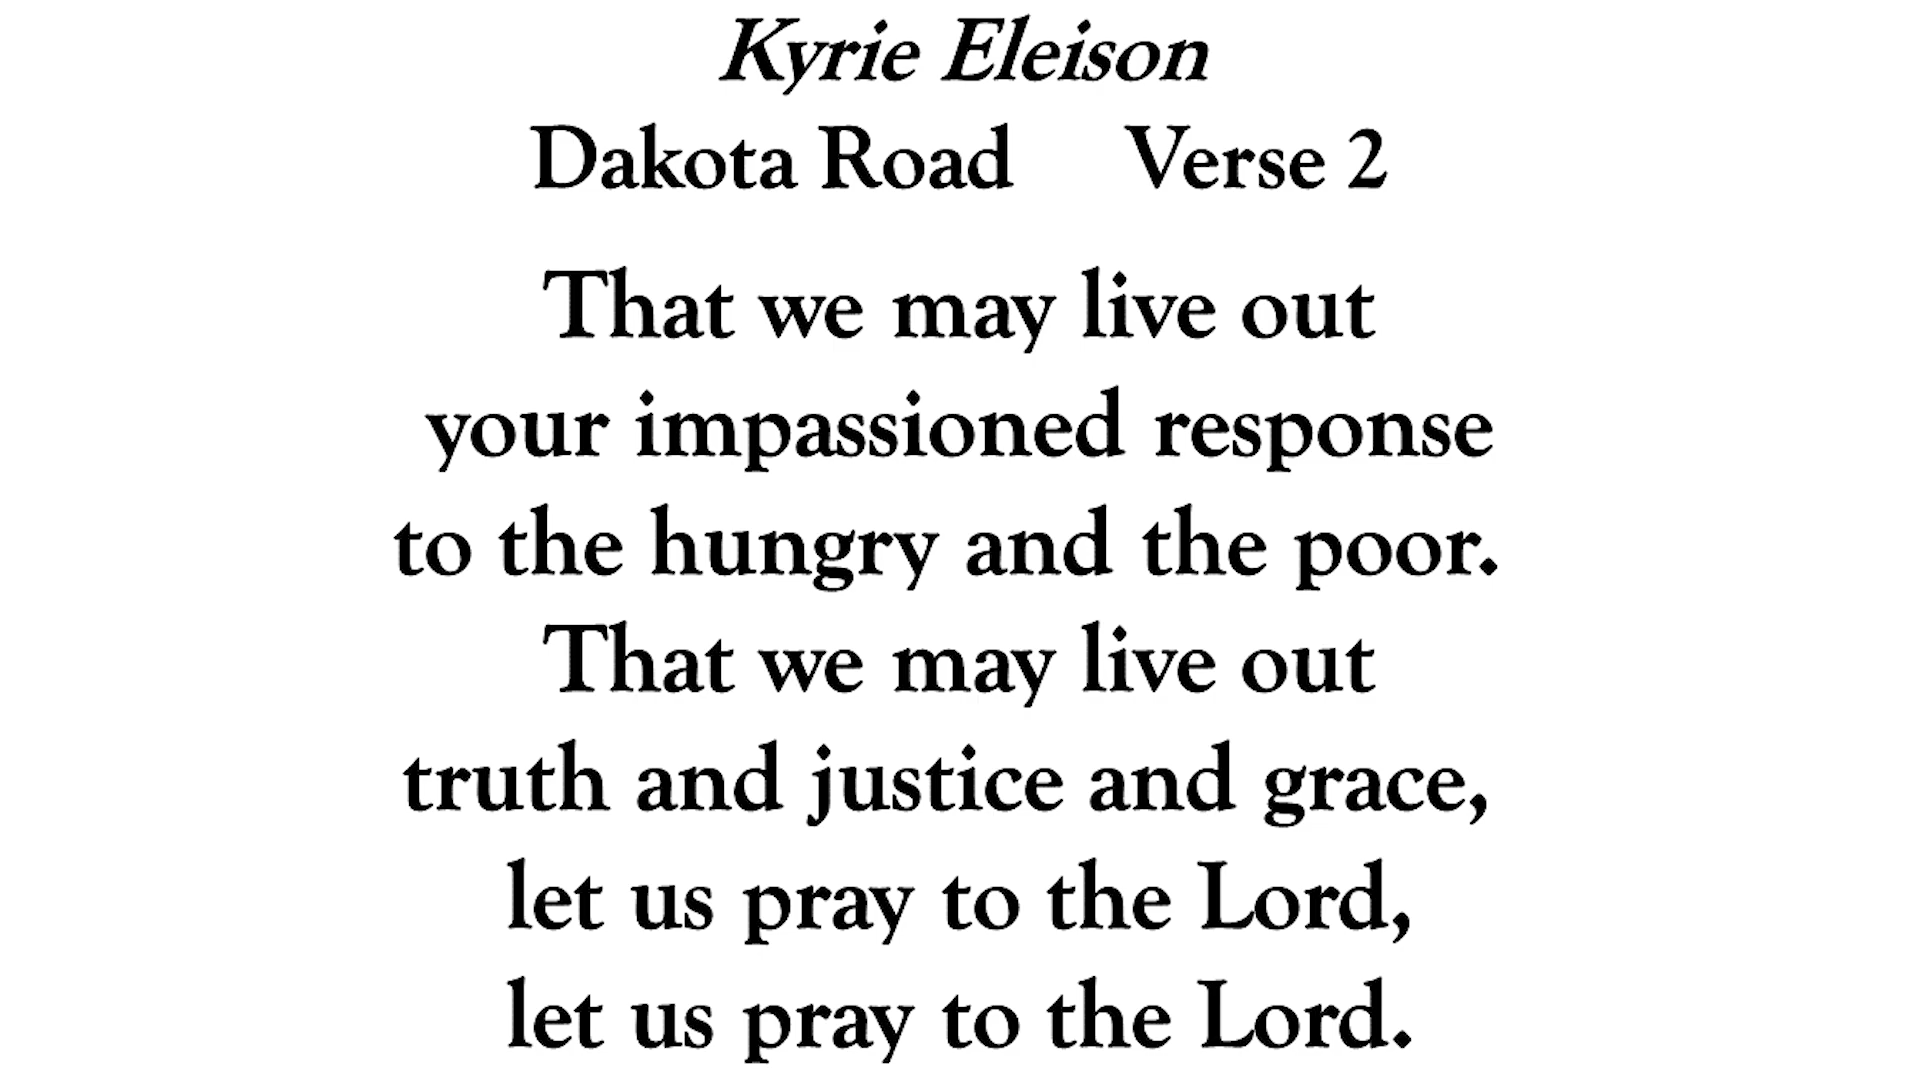 Kyrie Eleison
Dakota Road Verse 2
That we may live out
your impassioned response
to the hungry and the poor.
That we may live out
truth and justice and grace,
let us pray to the Lord,
let us pray to the Lord.